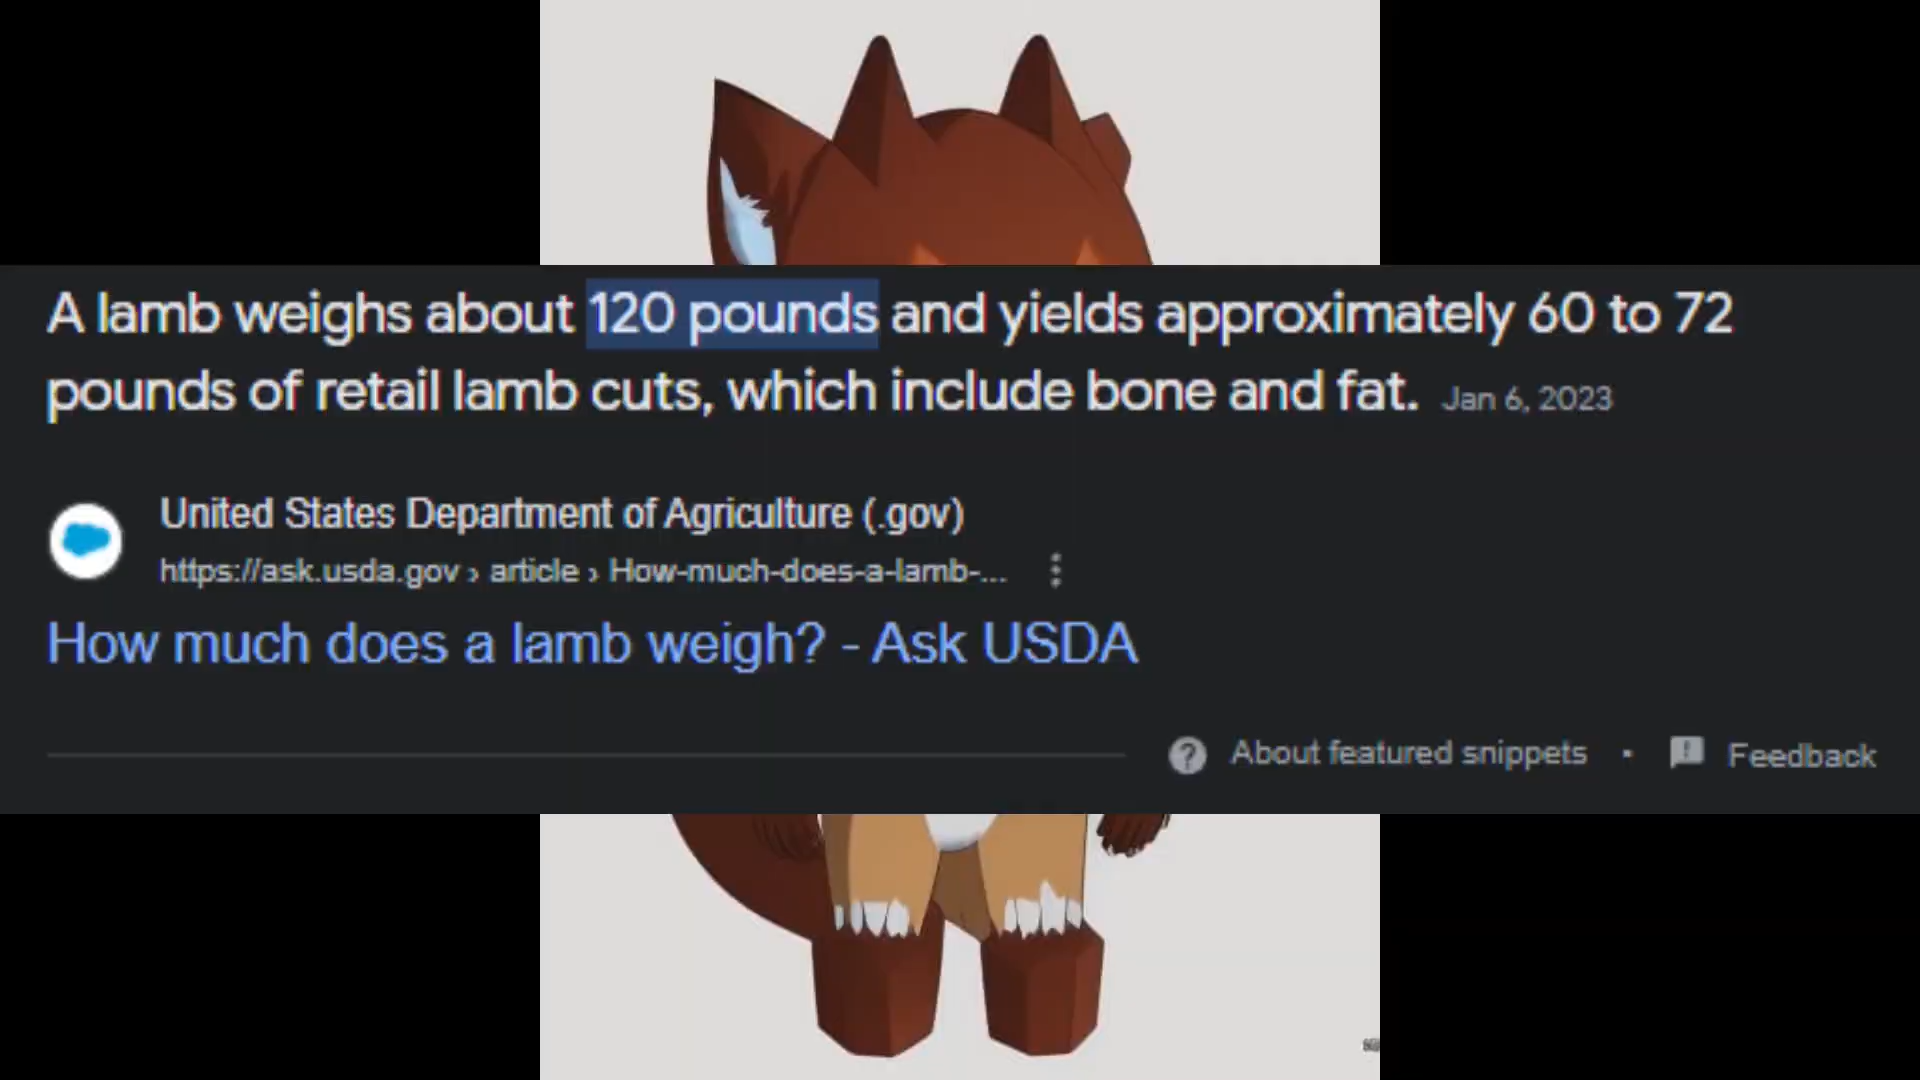 A lamb weighs about 120 pounds and yields approximately 60 to 72
pounds of retail lamb cuts, which include bone and fat. Jan 6, 2023
United States Department of Agriculture (.gov)
https://ask.usda.gov › article › How-much-does-a-lamb-...
How much does a lamb weigh? - Ask USDA
About featured snippets · Feedback